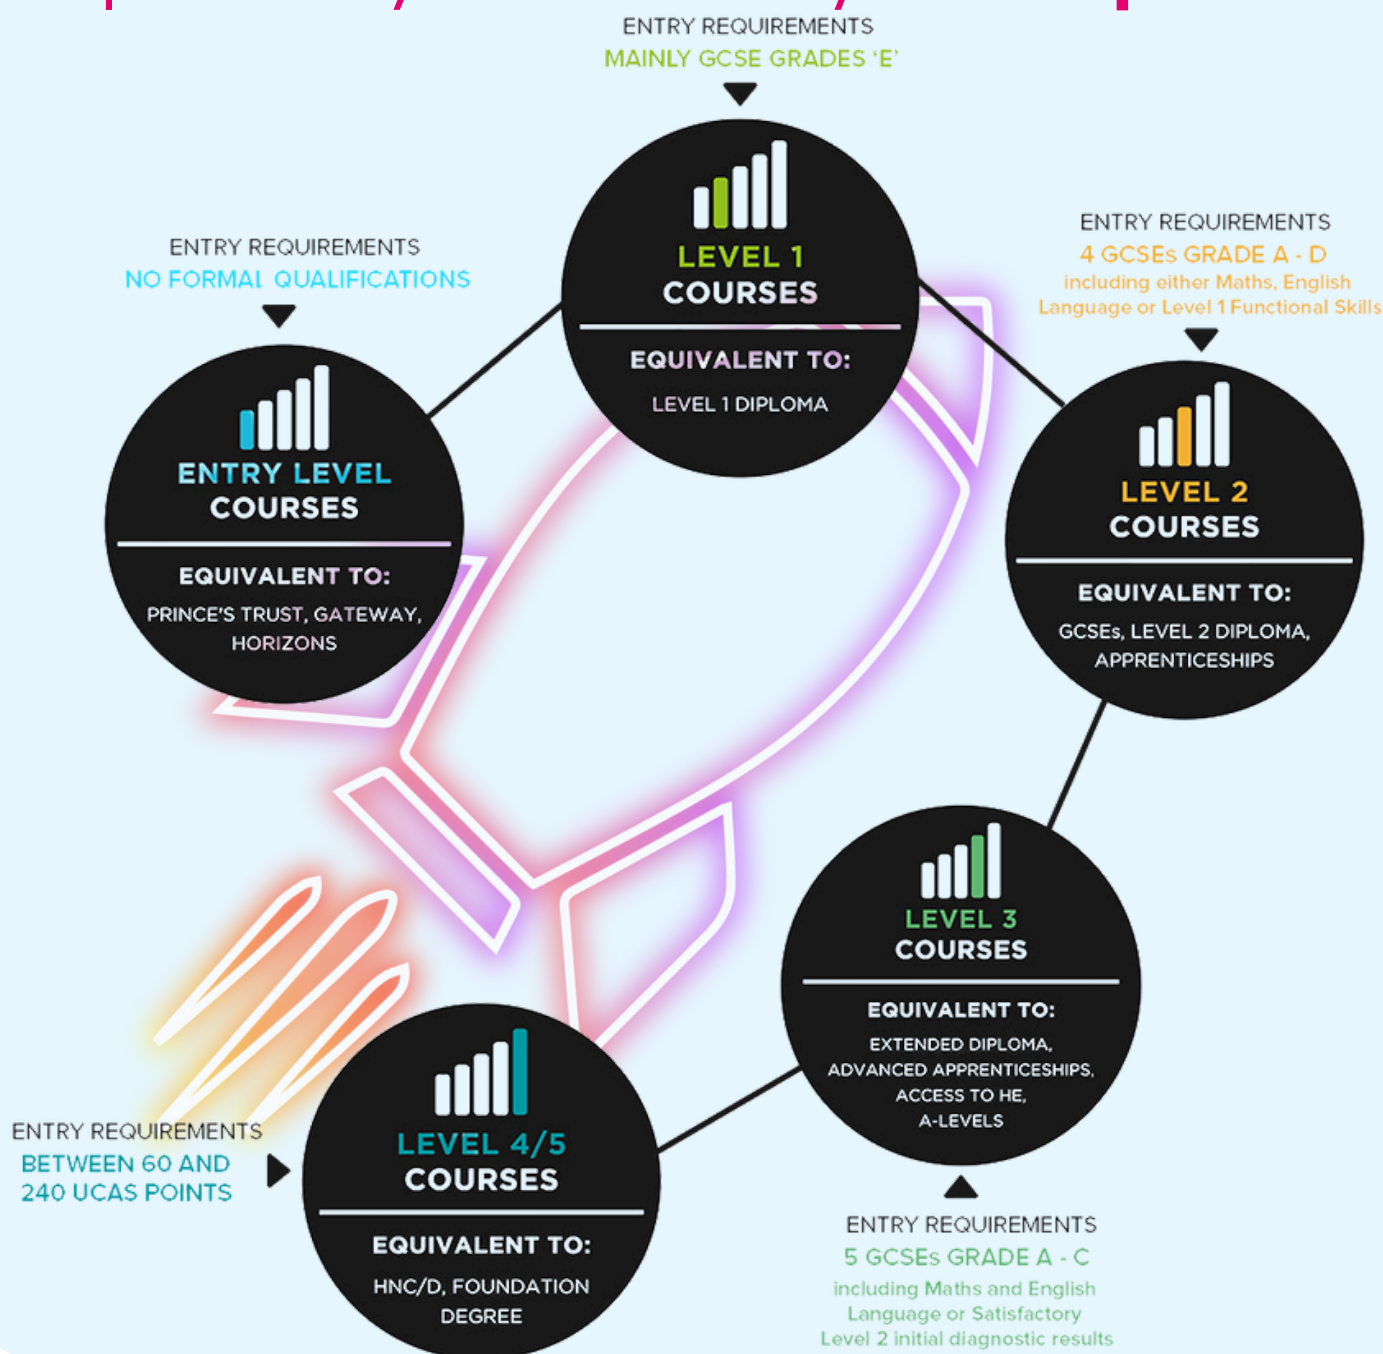 ENTRY REQUIREMENTS
MAINLY GCSE GRADES ‘E’
LEVEL 1
COURSES
EQUIVALENT TO:
LEVEL 1 DIPLOMA
ENTRY REQUIREMENTS
NO FORMAL QUALIFICATIONS
ENTRY LEVEL
COURSES
EQUIVALENT TO:
PRINCE'S TRUST, GATEWAY,
HORIZONS
ENTRY REQUIREMENTS
4 GCSEs GRADE A - D
including either Maths, English
Language or Level 1 Functional Skills
LEVEL 2
COURSES
EQUIVALENT TO:
GCSEs, LEVEL 2 DIPLOMA,
APPRENTICESHIPS
LEVEL 3
COURSES
EQUIVALENT TO:
EXTENDED DIPLOMA,
ADVANCED APPRENTICESHIPS,
ACCESS TO HE,
A-LEVELS
ENTRY REQUIREMENTS
5 GCSEs GRADE A - C
including Maths and English
Language or Satisfactory
Level 2 initial diagnostic results
ENTRY REQUIREMENTS
BETWEEN 60 AND
240 UCAS POINTS
LEVEL 4/5
COURSES
EQUIVALENT TO:
HNC/D, FOUNDATION
DEGREE